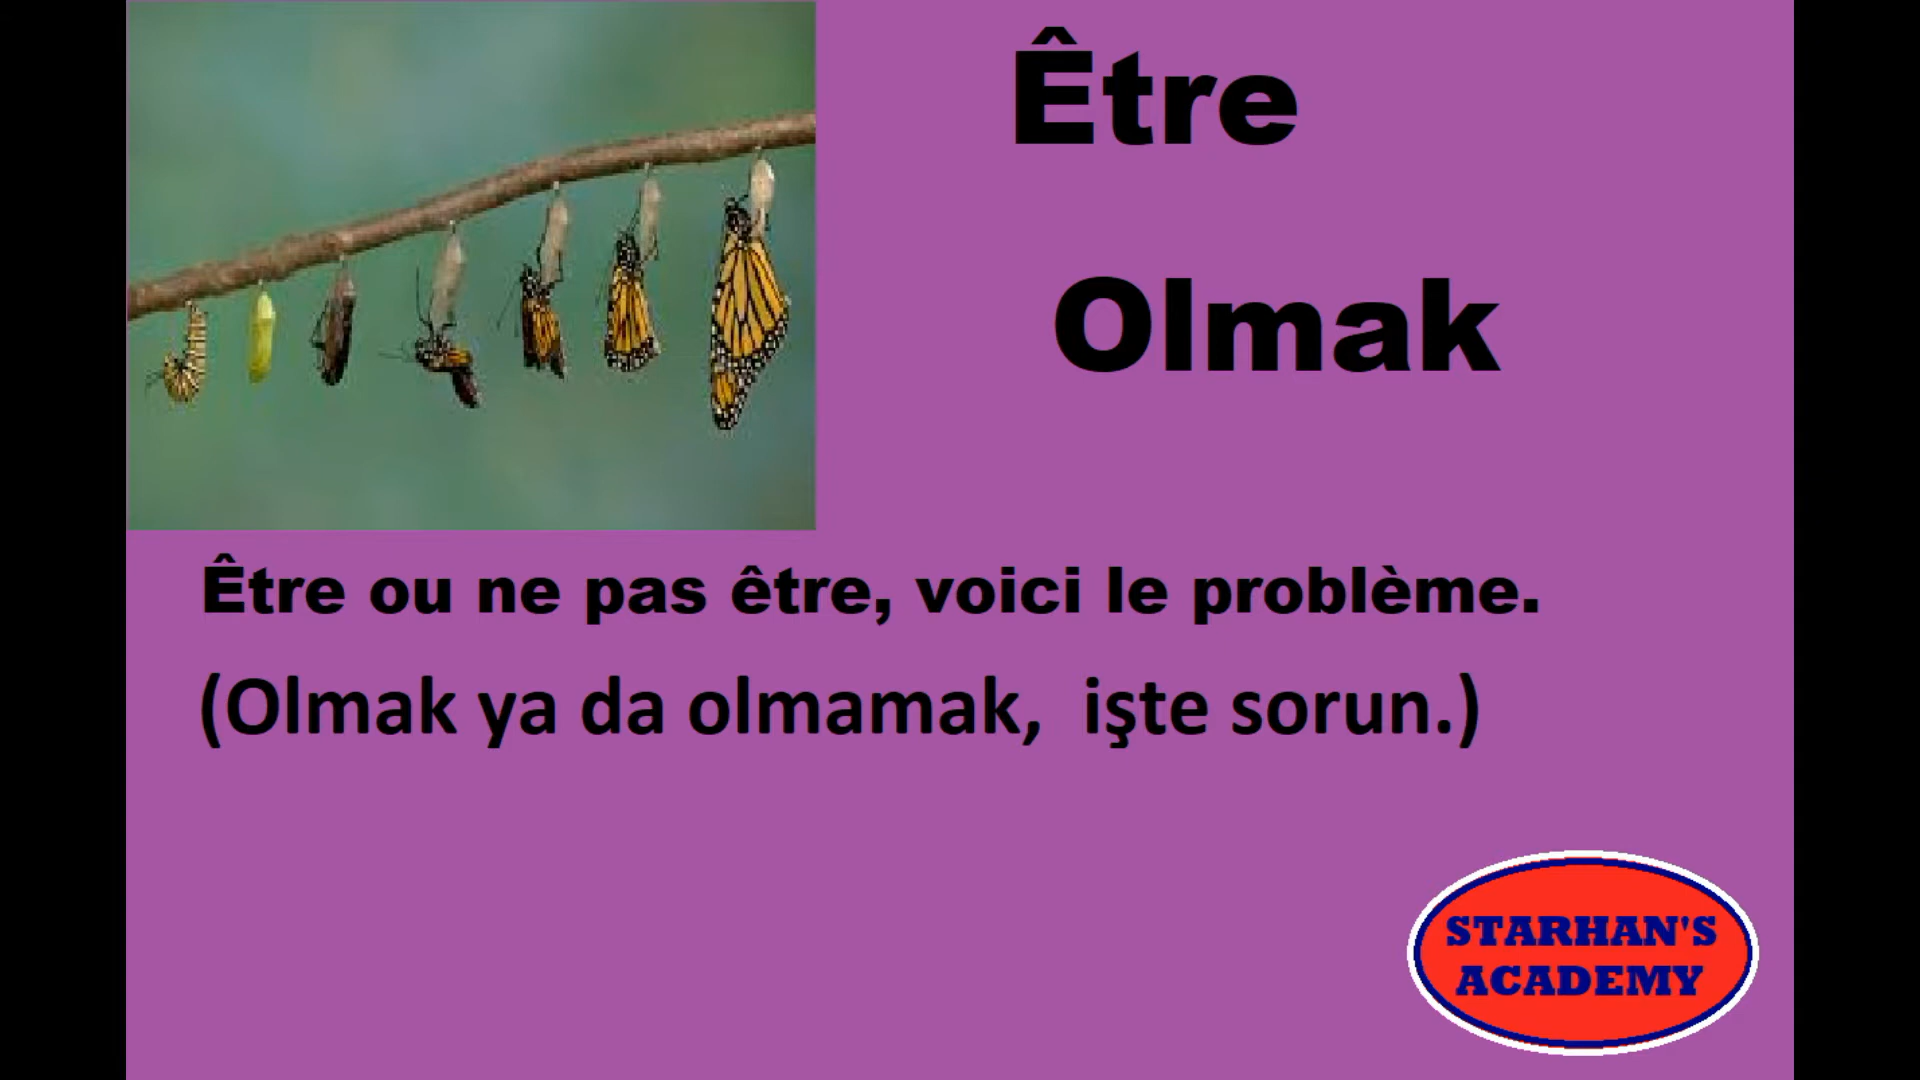 Être
Olmak
Être ou ne pas être, voici le problème.
(Olmak ya da olmamak, işte sorun.)
STARHAN'S
ACADEMY